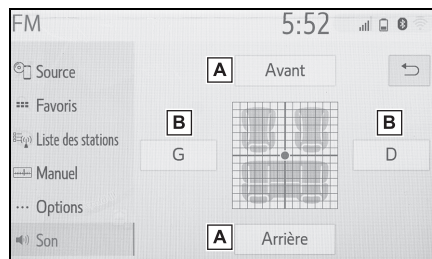 FM 5:52
A Avant
Source
Favoris
B B
Liste des stations
G D
Manuel
Options
A Arrière
Son